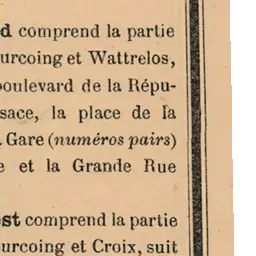 d comprend la partie
urcoing et Wattrelos,
boulevard de la Répu-
sace, la place de la
Gare (numéros pairs)
e et la Grande Rue
st comprend la partie
urcoing et Croix, suit